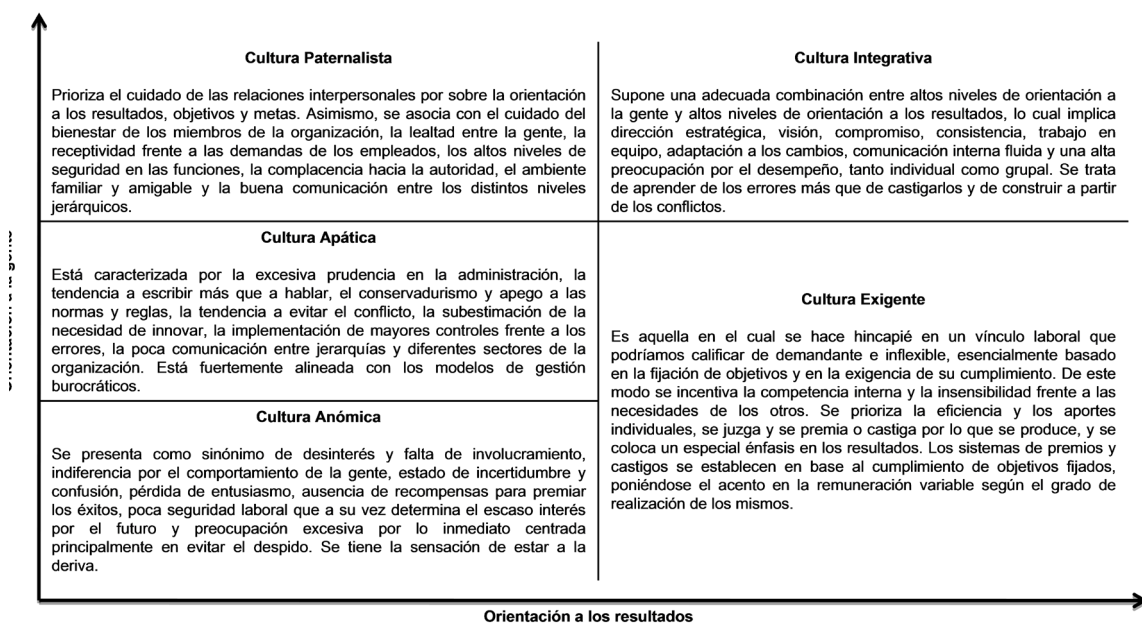 Cultura Paternalista
Prioriza el cuidado de las relaciones interpersonales por sobre la orientación
a los resultados, objetivos y metas. Asimismo, se asocia con el cuidado del
bienestar de los miembros de la organización, la lealtad entre la gente, la
receptividad frente a las demandas de los empleados, los altos niveles de
seguridad en las funciones, la complacencia hacia la autoridad, el ambiente
familiar y amigable y la buena comunicación entre los distintos niveles
jerárquicos.
Cultura Integrativa
Supone una adecuada combinación entre altos niveles de orientación a
la gente y altos niveles de orientación a los resultados, lo cual implica
dirección estratégica, visión, compromiso, consistencia, trabajo en
equipo, adaptación a los cambios, comunicación interna fluida y una alta
preocupación por el desempeño, tanto individual como grupal. Se trata
de aprender de los errores más que de castigarlos y de construir a partir
de los conflictos.
Cultura Apática
Está caracterizada por la excesiva prudencia en la administración, la
tendencia a escribir más que a hablar, el conservadurismo y apego a las
normas y reglas, la tendencia a evitar el conflicto, la subestimación de la
necesidad de innovar, la implementación de mayores controles frente a los
errores, la poca comunicación entre jerarquías y diferentes sectores de la
organización. Está fuertemente alineada con los modelos de gestión
burocráticos.
Cultura Exigente
Es aquella en el cual se hace hincapié en un vínculo laboral que
podríamos calificar de demandante e inflexible, esencialmente basado
en la fijación de objetivos y en la exigencia de su cumplimiento. De este
modo se incentiva la competencia interna y la insensibilidad frente a las
necesidades de los otros. Se prioriza la eficiencia y los aportes
individuales, se juzga y se premia o castiga por lo que se produce, y se
coloca un especial énfasis en los resultados. Los sistemas de premios y
castigos se establecen en base al cumplimiento de objetivos fijados,
poniéndose el acento en la remuneración variable según el grado de
realización de los mismos.
Cultura Anómica
Se presenta como sinónimo de desinterés y falta de involucramiento,
indiferencia por el comportamiento de la gente, estado de incertidumbre y
confusión, pérdida de entusiasmo, ausencia de recompensas para premiar
los éxitos, poca seguridad laboral que a su vez determina el escaso interés
por el futuro y preocupación excesiva por lo inmediato centrada
principalmente en evitar el despido. Se tiene la sensación de estar a la
deriva.
Orientación a los resultados